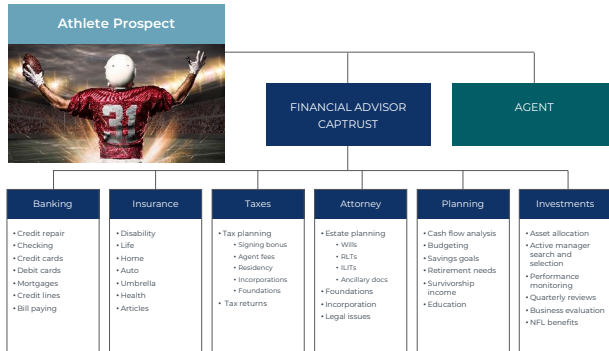 Athlete Prospect
31
FINANCIAL ADVISOR
CAPTRUST
AGENT
Banking
• Credit repair
• Checking
• Credit cards
• Debit cards
• Mortgages
• Credit lines
• Bill paying
Insurance
• Disability
• Life
• Home
• Auto
• Umbrella
• Health
• Articles
Taxes
• Tax planning
• Signing bonus
• Agent fees
• Residency
• Incorporations
• Foundations
• Tax returns
Attorney
• Estate planning
• Wills
• RLTs
• ILITs
• Ancillary docs
• Foundations
• Incorporation
• Legal issues
Planning
• Cash flow analysis
• Budgeting
• Savings goals
• Retirement needs
• Survivorship
income
• Education
Investments
• Asset allocation
• Active manager
search and
selection
• Performance
monitoring
• Quarterly reviews
• Business evaluation
• NFL benefits